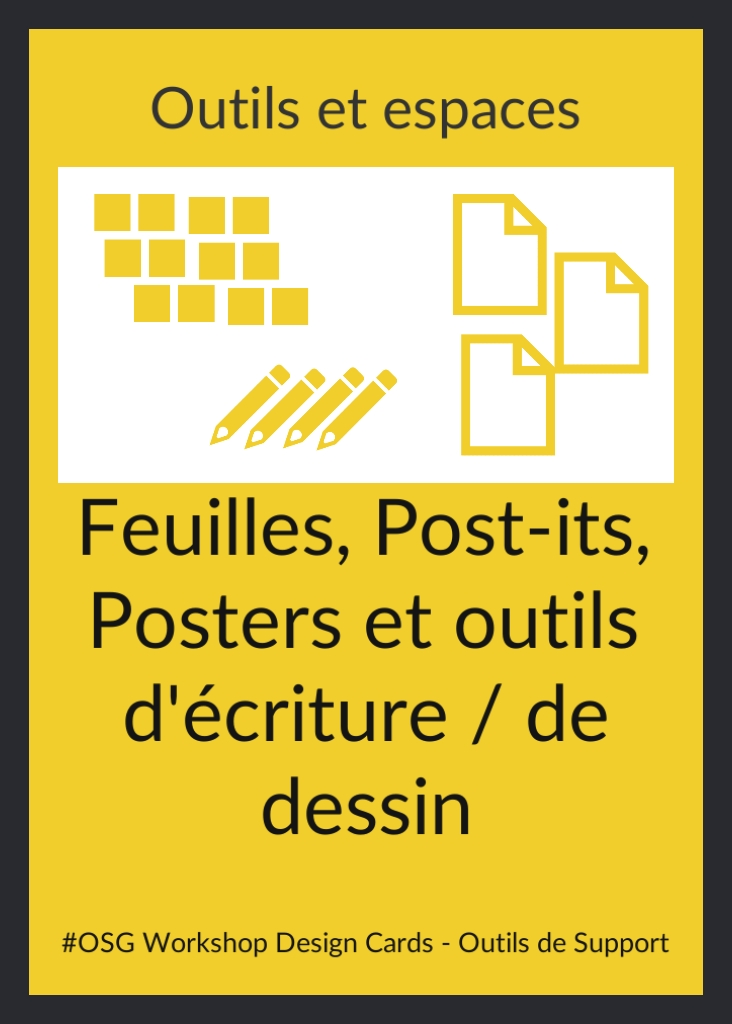 Outils et espaces
Feuilles, Post-its,
Posters et outils
d'écriture / de
dessin
#OSG Workshop Design Cards - Outils de Support